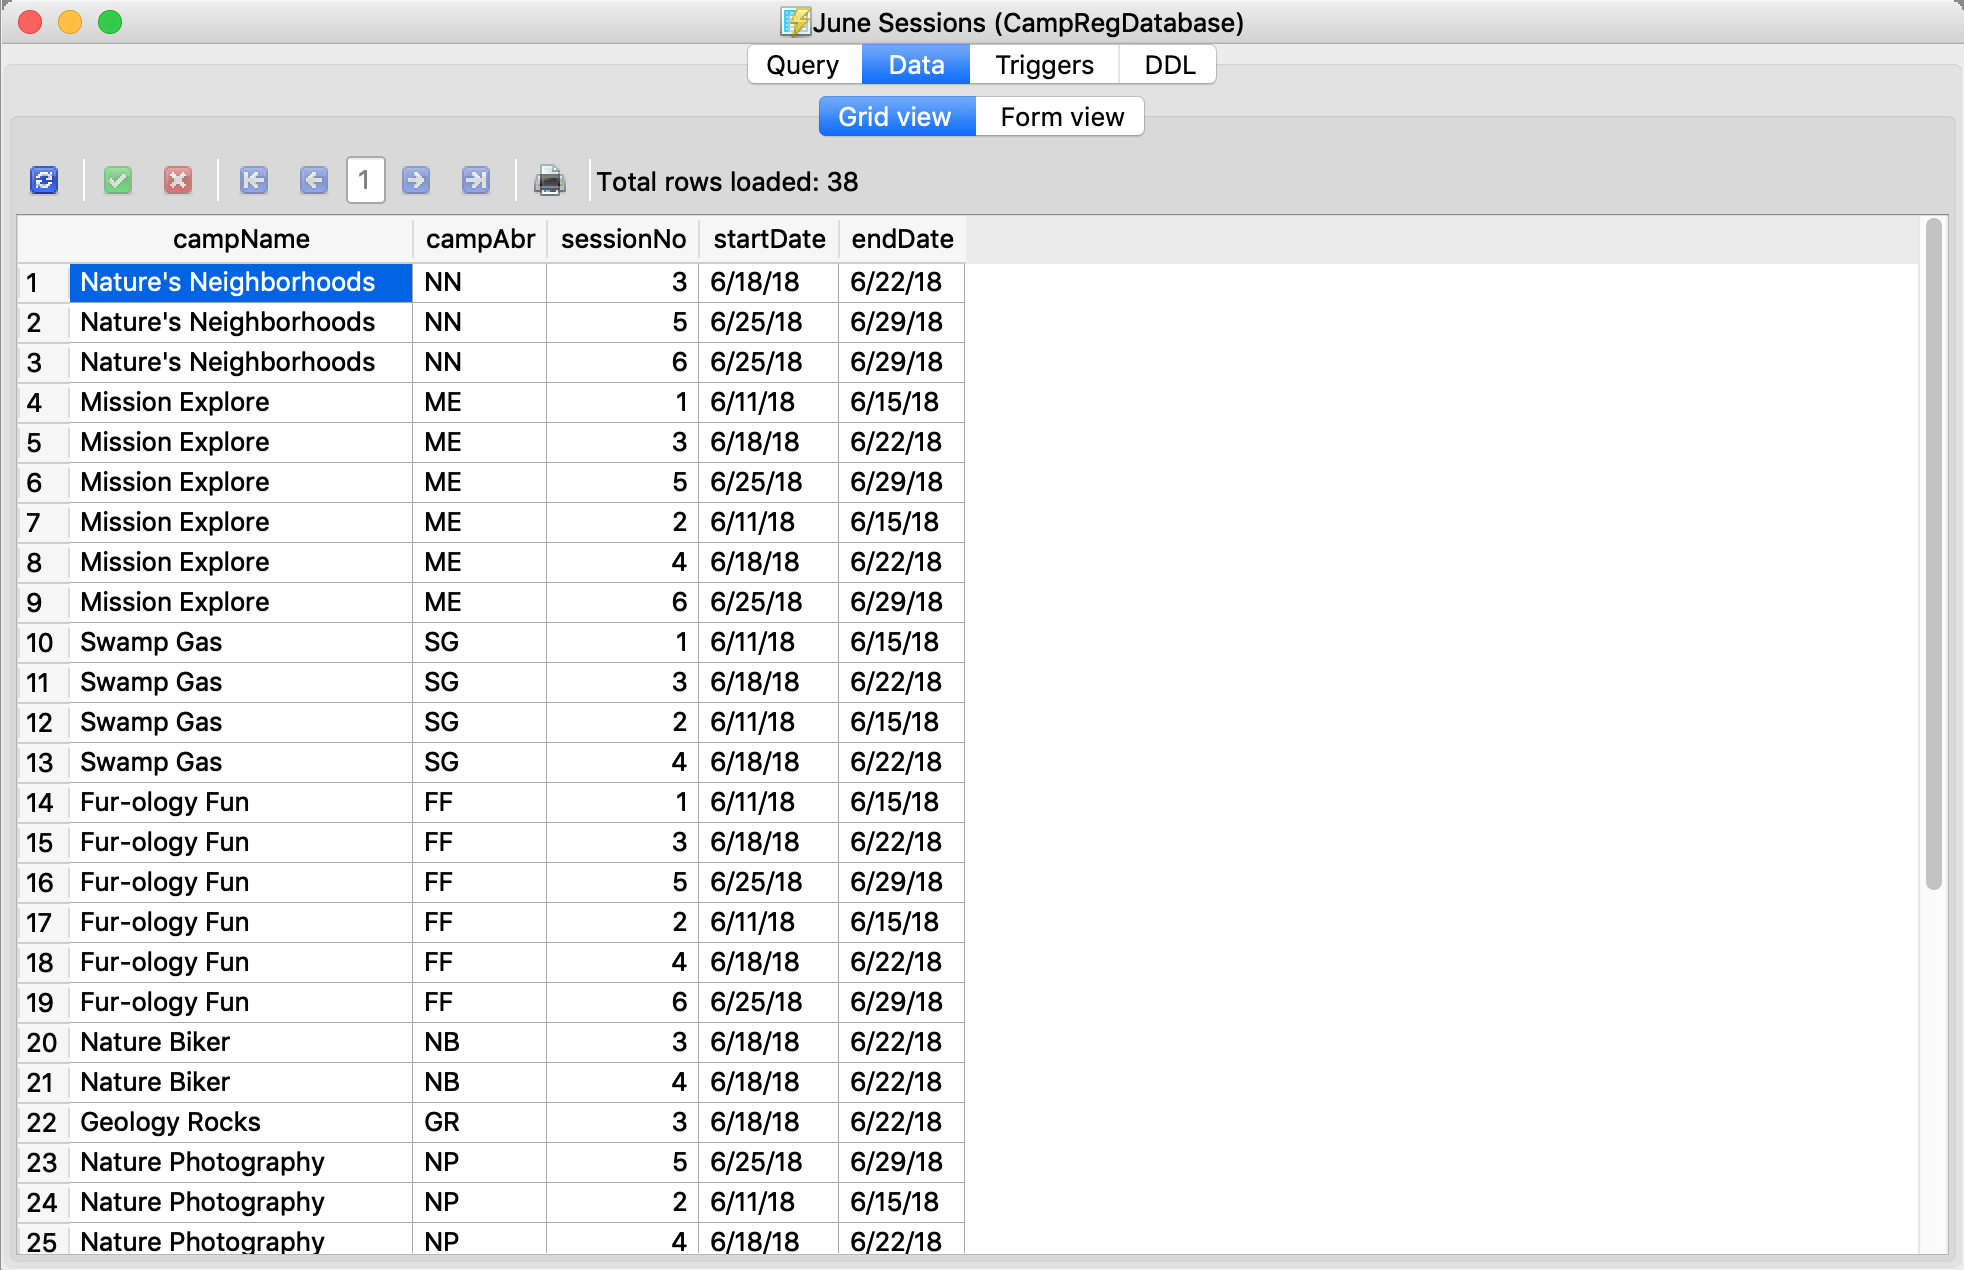 June Sessions (CampRegDatabase)
Query Data Triggers DDL
Grid view Form view
1 Total rows loaded: 38
campName campAbr sessionNo startDate endDate
1 Nature's Neighborhoods NN 3 6/18/18 6/22/18
2 Nature's Neighborhoods NN 5 6/25/18 6/29/18
3 Nature's Neighborhoods NN 6 6/25/18 6/29/18
4 Mission Explore ME 1 6/11/18 6/15/18
5 Mission Explore ME 3 6/18/18 6/22/18
6 Mission Explore ME 5 6/25/18 6/29/18
7 Mission Explore ME 2 6/11/18 6/15/18
8 Mission Explore ME 4 6/18/18 6/22/18
9 Mission Explore ME 6 6/25/18 6/29/18
10 Swamp Gas SG 1 6/11/18 6/15/18
11 Swamp Gas SG 3 6/18/18 6/22/18
12 Swamp Gas SG 2 6/11/18 6/15/18
13 Swamp Gas SG 4 6/18/18 6/22/18
14 Fur-ology Fun FF 1 6/11/18 6/15/18
15 Fur-ology Fun FF 3 6/18/18 6/22/18
16 Fur-ology Fun FF 5 6/25/18 6/29/18
17 Fur-ology Fun FF 2 6/11/18 6/15/18
18 Fur-ology Fun FF 4 6/18/18 6/22/18
19 Fur-ology Fun FF 6 6/25/18 6/29/18
20 Nature Biker NB 3 6/18/18 6/22/18
21 Nature Biker NB 4 6/18/18 6/22/18
22 Geology Rocks GR 3 6/18/18 6/22/18
23 Nature Photography NP 5 6/25/18 6/29/18
24 Nature Photography NP 2 6/11/18 6/15/18
25 Nature Photography NP 4 6/18/18 6/22/18